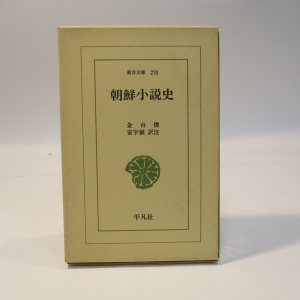 東洋文庫 270
朝鮮小説史
金台俊
安宇植 訳注
平凡社